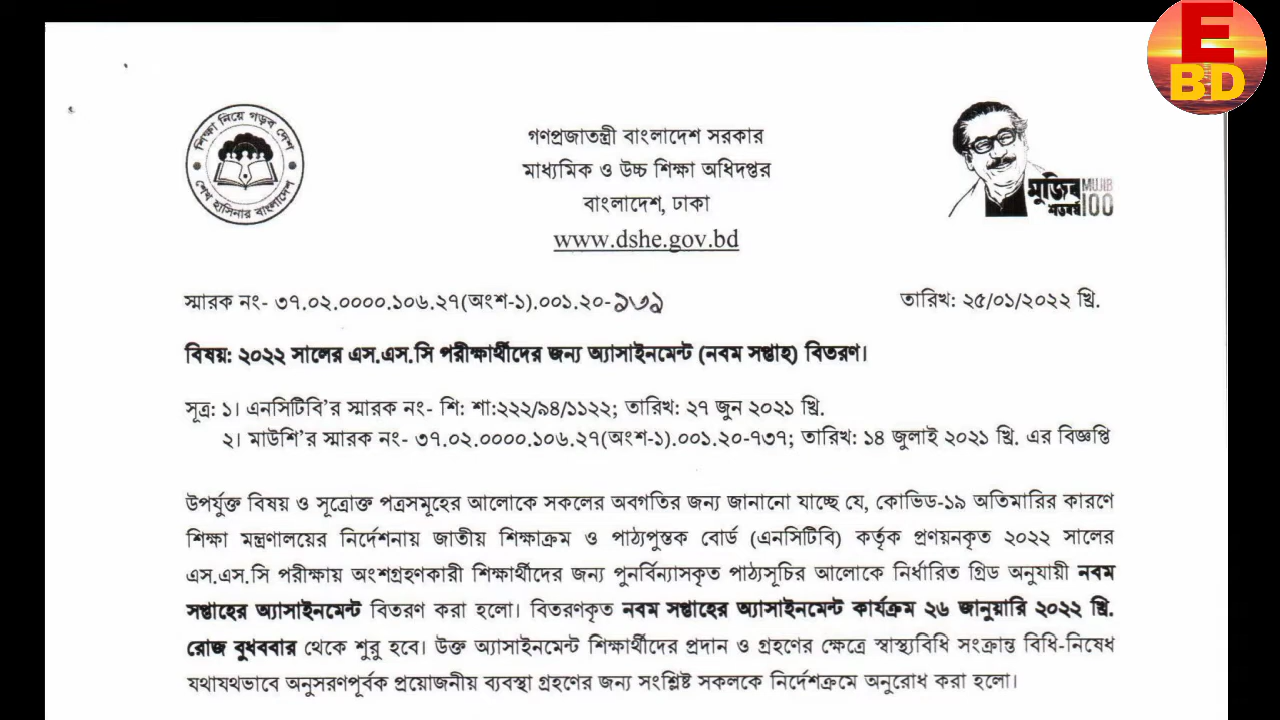 E
BD
শিক্ষা নিয়ে গড়ব দেশ
শেখ হাসিনার বাংলাদেশ
গণপ্রজাতন্ত্রী বাংলাদেশ সরকার
মাধ্যমিক ও উচ্চ শিক্ষা অধিদপ্তর
বাংলাদেশ, ঢাকা
www.dshe.gov.bd
মুজিব MUJIB
শতবর্ষ 100
স্মারক নং- ৩৭.০২.০০০০.১০৬.২৭(অংশ-১).০০১.২০-১৩১ তারিখ: ২৫/০১/২০২২ খ্রি.
বিষয়: ২০২২ সালের এস.এস.সি পরীক্ষার্থীদের জন্য অ্যাসাইনমেন্ট (নবম সপ্তাহ) বিতরণ।
সূত্র: ১। এনসিটিবি'র স্মারক নং- শি: শা:২২২/৯৪/১১২২; তারিখ: ২৭ জুন ২০২১ খ্রি.
২। মাউশি'র স্মারক নং- ৩৭.০২.০০০০.১০৬.২৭(অংশ-১).০০১.২০-৭৩৭; তারিখ: ১৪ জুলাই ২০২১ খ্রি. এর বিজ্ঞপ্তি
উপর্যুক্ত বিষয় ও সূত্রোক্ত পত্রসমূহের আলোকে সকলের অবগতির জন্য জানানো যাচ্ছে যে, কোভিড-১৯ অতিমারির কারণে
শিক্ষা মন্ত্রণালয়ের নির্দেশনায় জাতীয় শিক্ষাক্রম ও পাঠ্যপুস্তক বোর্ড (এনসিটিবি) কর্তৃক প্রণয়নকৃত ২০২২ সালের
এস.এস.সি পরীক্ষায় অংশগ্রহণকারী শিক্ষার্থীদের জন্য পুনর্বিন্যাসকৃত পাঠ্যসূচির আলোকে নির্ধারিত গ্রিড অনুযায়ী নবম
সপ্তাহের অ্যাসাইনমেন্ট বিতরণ করা হলো। বিতরণকৃত নবম সপ্তাহের অ্যাসাইনমেন্ট কার্যক্রম ২৬ জানুয়ারি ২০২২ খ্রি.
রোজ বুধববার থেকে শুরু হবে। উক্ত অ্যাসাইনমেন্ট শিক্ষার্থীদের প্রদান ও গ্রহণের ক্ষেত্রে স্বাস্থ্যবিধি সংক্রান্ত বিধি-নিষেধ
যথাযথভাবে অনুসরণপূর্বক প্রয়োজনীয় ব্যবস্থা গ্রহণের জন্য সংশ্লিষ্ট সকলকে নির্দেশক্রমে অনুরোধ করা হলো।